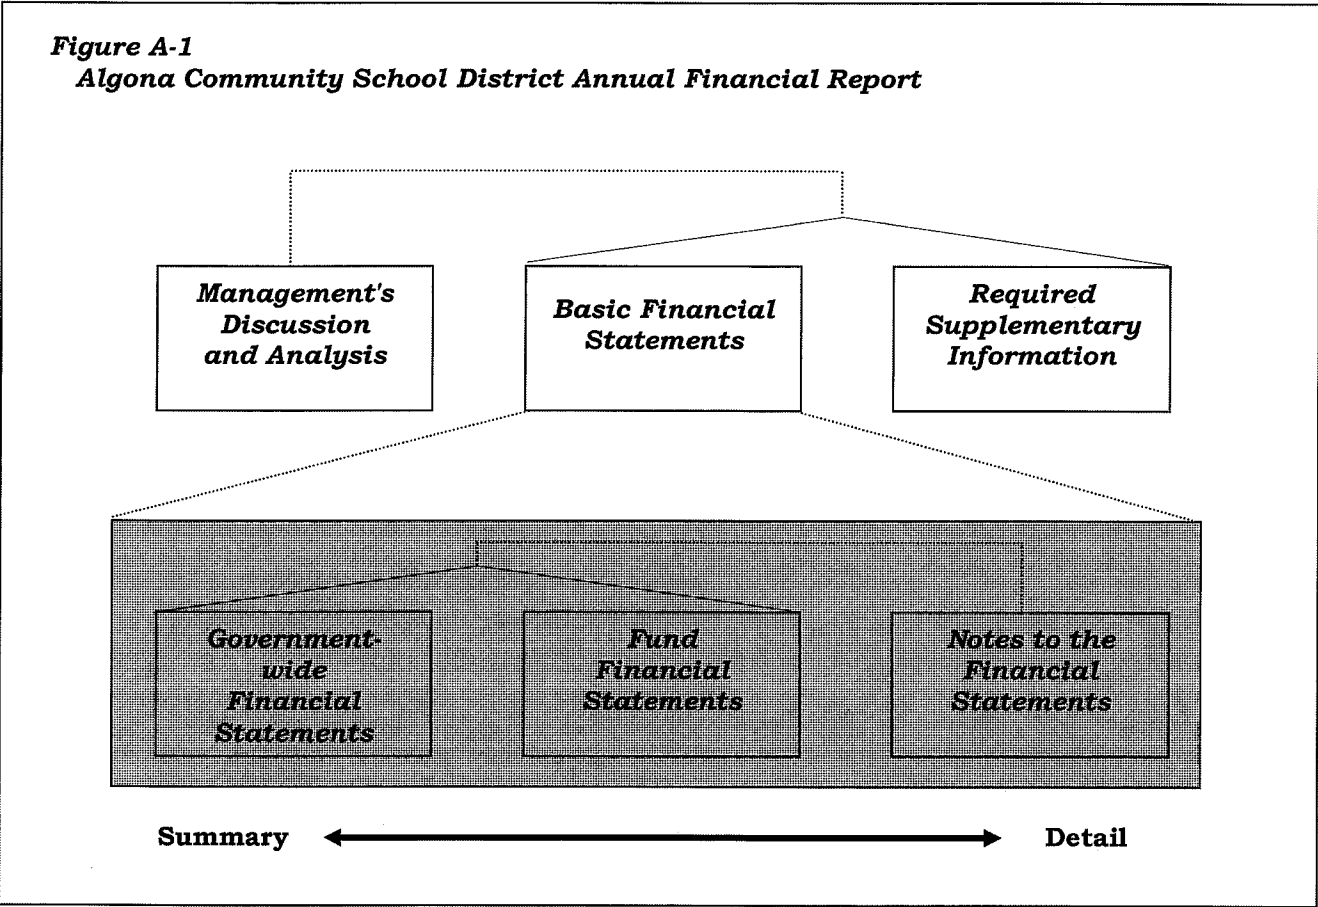 Figure A-1
Algona Community School District Annual Financial Report
Management's
Discussion
and Analysis
Basic Financial
Statements
Required
Supplementary
Information
Government-
wide
Financial
Statements
Fund
Financial
Statements
Notes to the
Financial
Statements
Summary
Detail